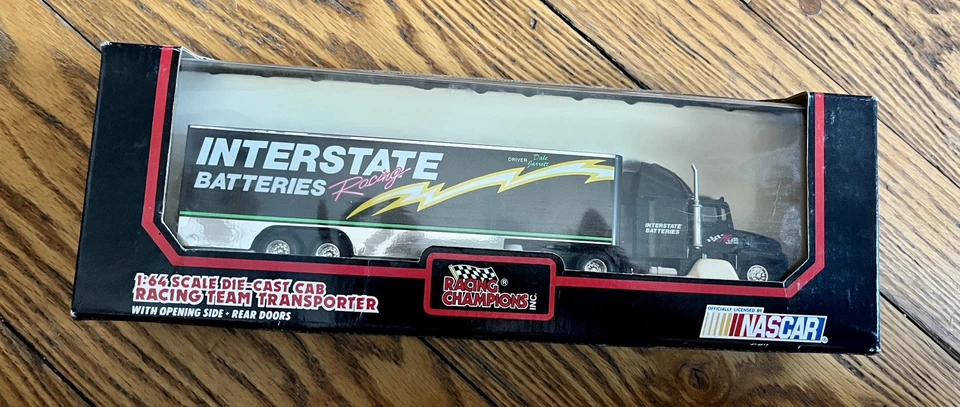 INTERSTATE
BATTERIES Racing
DRIVER Dale
Jarrett
INTERSTATE
BATTERIES
1:64 SCALE DIE-CAST CAB
RACING TEAM TRANSPORTER
WITH OPENING SIDE • REAR DOORS
RACING
CHAMPIONS INC.
®
OFFICIALLY LICENSED BY
NASCAR®